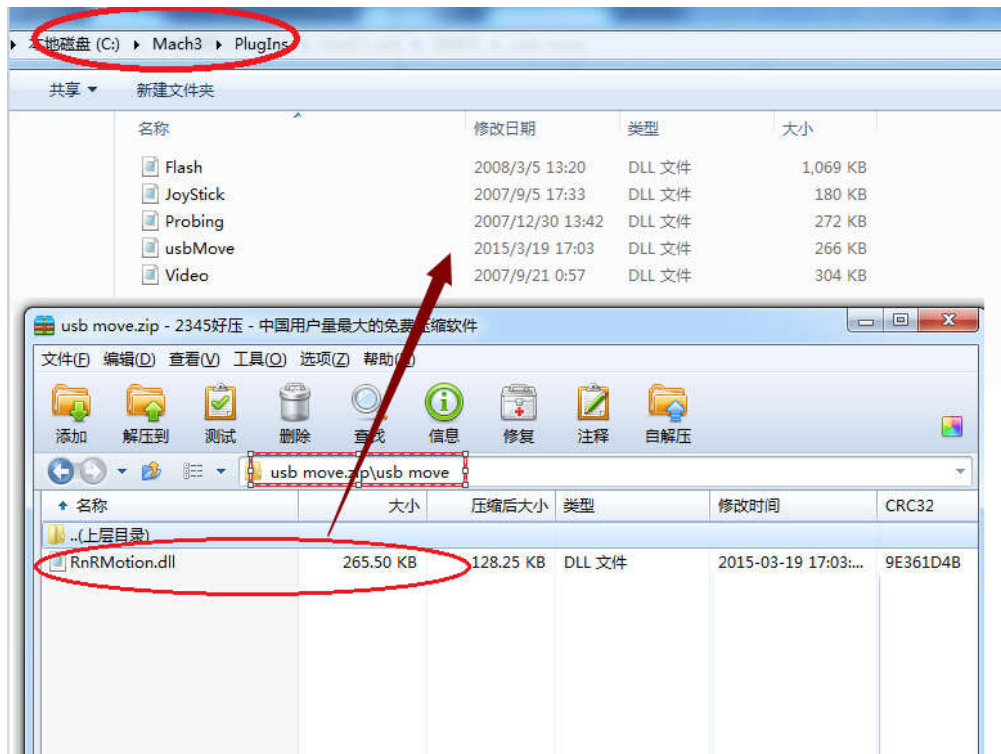 本地磁盘 (C:) ▸ Mach3 ▸ PlugIns
共享 新建文件夹
名称 修改日期 类型 大小
Flash 2008/3/5 13:20 DLL 文件 1,069 KB
JoyStick 2007/9/5 17:33 DLL 文件 180 KB
Probing 2007/12/30 13:42 DLL 文件 272 KB
usbMove 2015/3/19 17:03 DLL 文件 266 KB
Video 2007/9/21 0:57 DLL 文件 304 KB
usb move.zip - 2345好压 - 中国用户量最大的免费压缩软件
文件(F) 编辑(D) 查看(V) 工具(O) 选项(Z) 帮助
添加 解压到 测试 删除 查找 信息 修复 注释 自解压
usb move.zip\usb move
名称 大小 压缩后大小 类型 修改时间 CRC32
..(上层目录)
RnRMotion.dll 265.50 KB 128.25 KB DLL 文件 2015-03-19 17:03:... 9E361D4B